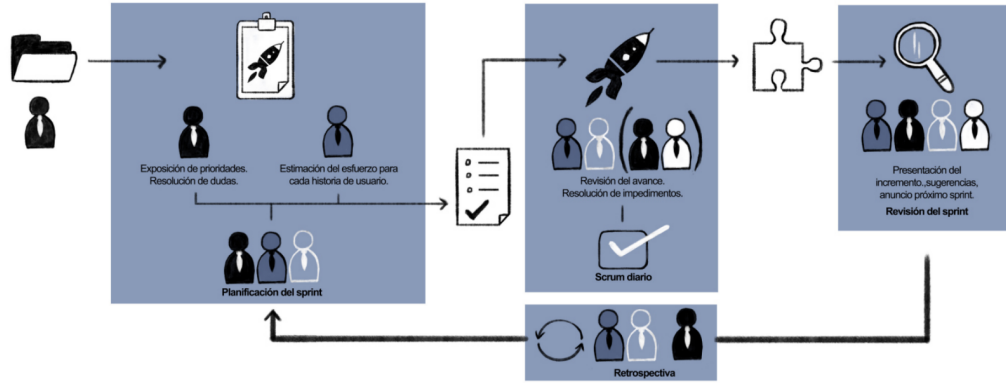 Exposición de prioridades.
Resolución de dudas.
Estimación del esfuerzo para
cada historia de usuario.
Planificación del sprint
Revisión del avance.
Resolución de impedimentos.
Scrum diario
Presentación del
incremento.,sugerencias,
anuncio próximo sprint.
Revisión del sprint
Retrospectiva